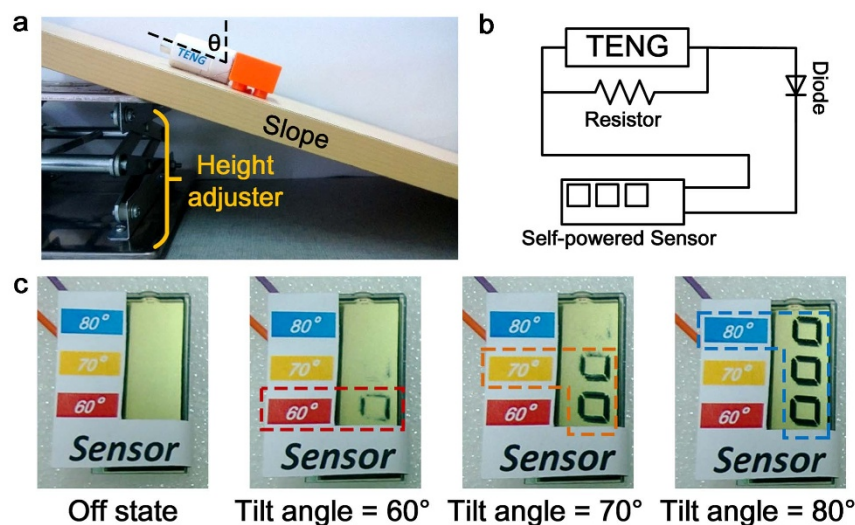 a
θ
TENG
Slope
Height
adjuster
b
TENG
Resistor
Diode
Self-powered Sensor
c
80°
70°
60°
Sensor
Off state
80°
70°
60°
Sensor
Tilt angle = 60°
80°
70°
60°
Sensor
Tilt angle = 70°
80°
70°
60°
Sensor
Tilt angle = 80°